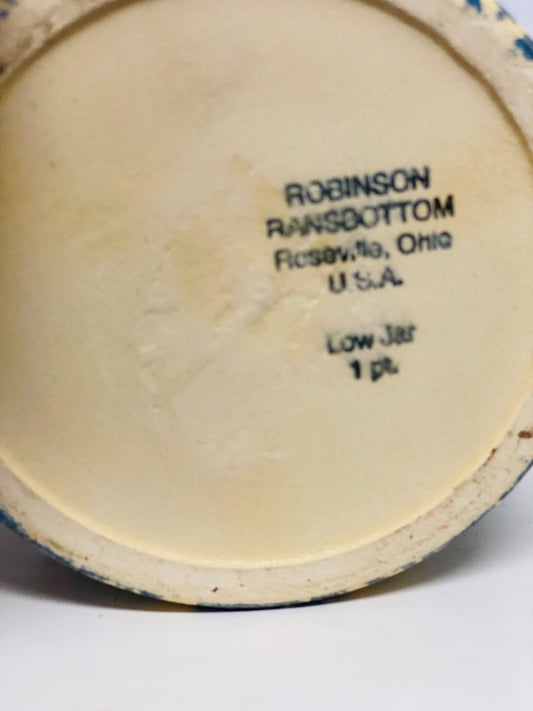 ROBINSON
RANSBOTTOM
Roseville, Ohio
U.S.A.
Low Jar
1 pt.